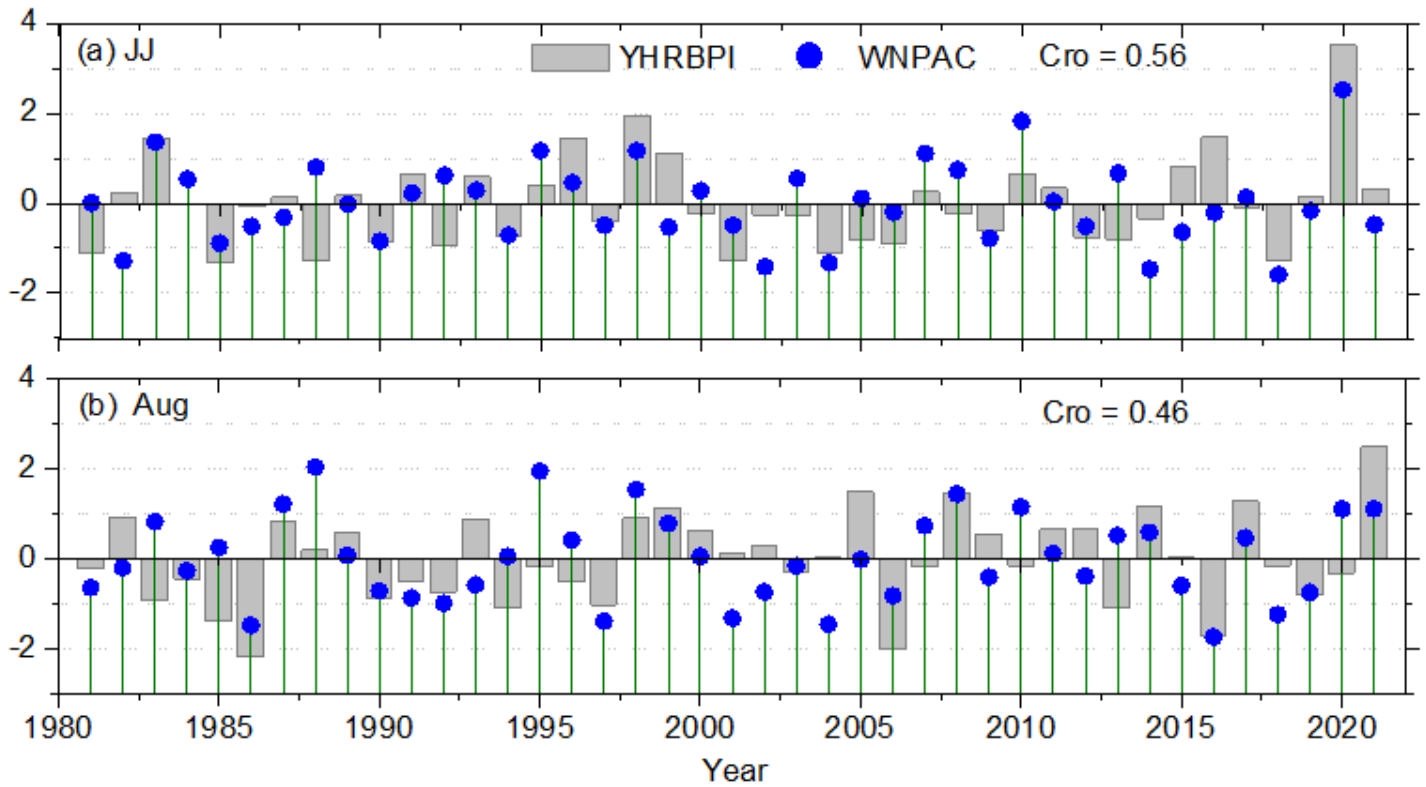 4
(a) JJ
YHRBPI
WNPAC
Cro = 0.56
2
0
-2
4
(b) Aug
Cro = 0.46
2
0
-2
1980 1985 1990 1995 2000 2005 2010 2015 2020
Year